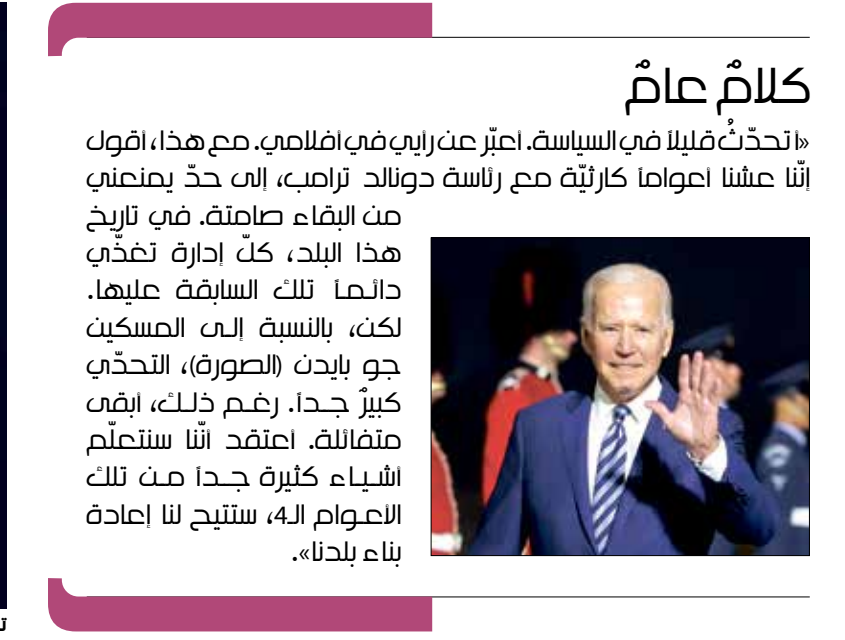 كلامٌ عامٌ
«أتحدّثُ قليلاً في السياسة. أعبّر عن رأيي في أفلامي. مع هذا، أقول
إنّنا عشنا أعواماً كارثيّة مع رئاسة دونالد ترامب، إلى حدّ يمنعني
من البقاء صامتة. في تاريخ
هذا البلد، كلّ إدارة تغذّي
دائماً تلك السابقة عليها.
لكن، بالنسبة إلى المسكين
جو بايدن (الصورة)، التحدّي
كبيرٌ جداً. رغم ذلك، أبقى
متفائلة. أعتقد أنّنا سنتعلّم
أشياء كثيرة جداً من تلك
الأعوام الـ4، ستتيح لنا إعادة
بناء بلدنا».